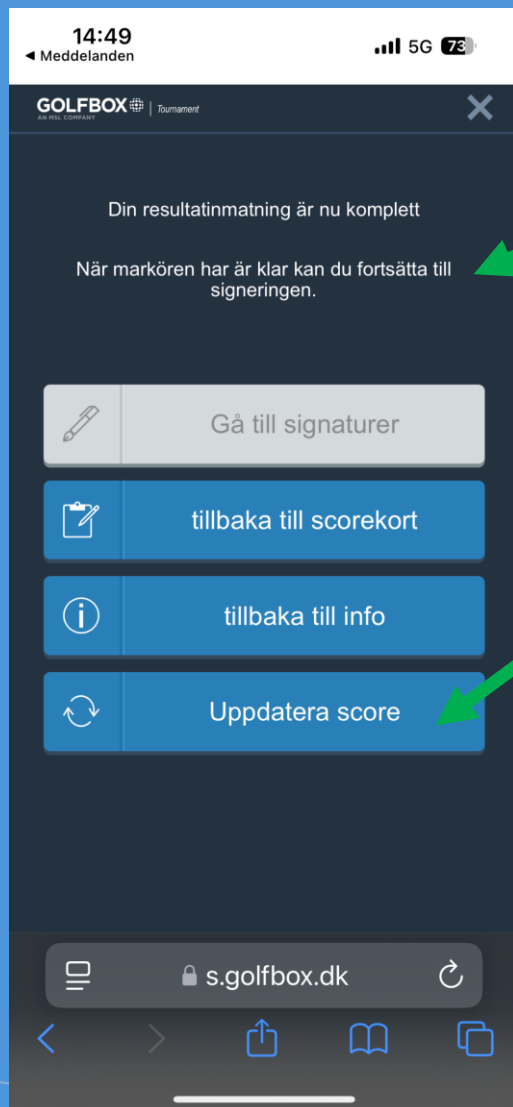 14:49
◀ Meddelanden
5G 73
GOLFBOX | Tournament
AN MSL COMPANY
Din resultatinmatning är nu komplett
När markören har är klar kan du fortsätta till
signeringen.
Gå till signaturer
tillbaka till scorekort
tillbaka till info
Uppdatera score
s.golfbox.dk